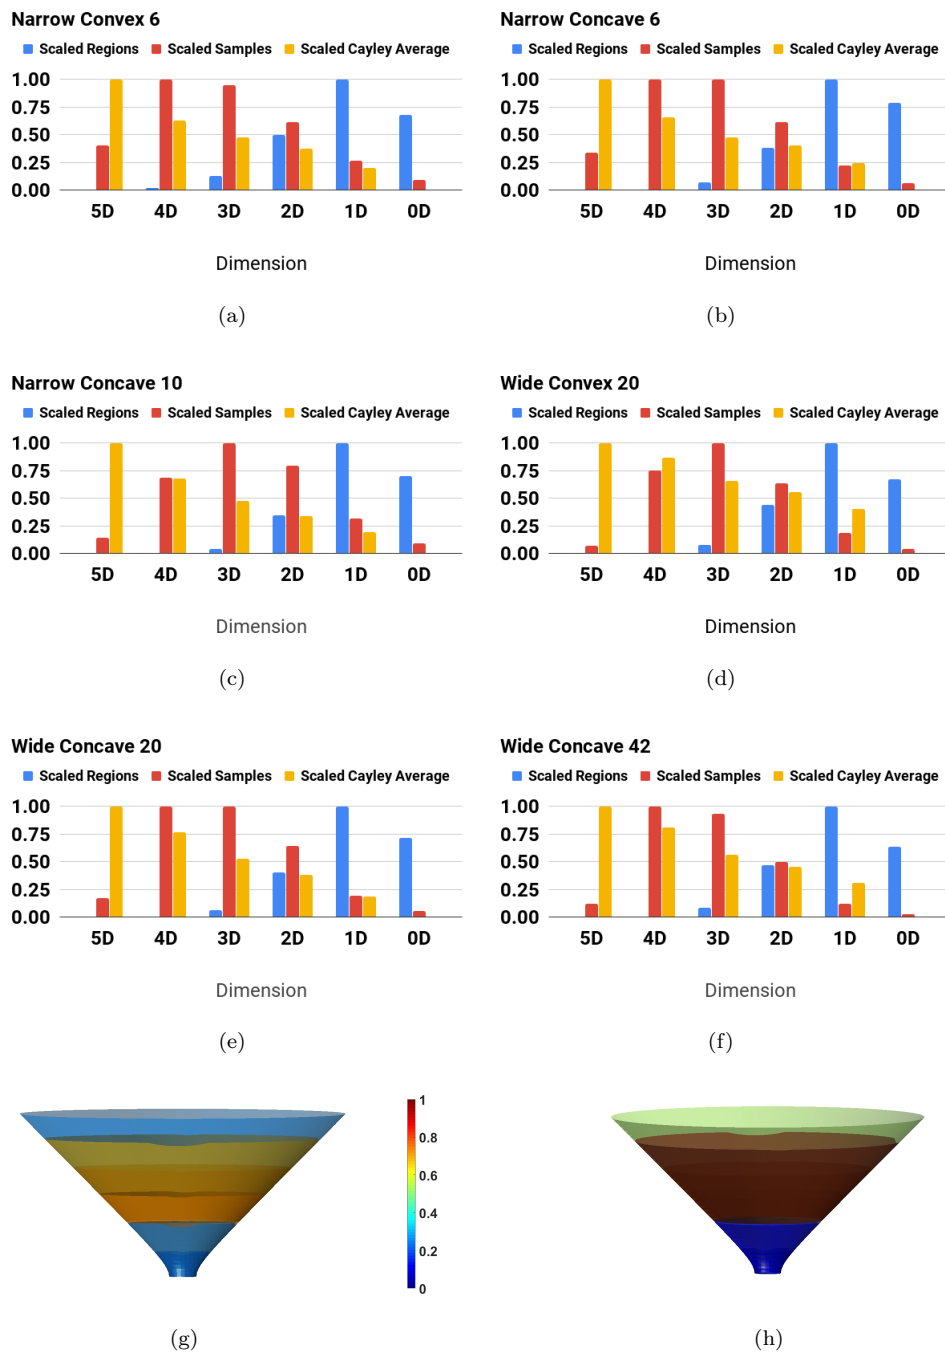 Narrow Convex 6
Scaled Regions Scaled Samples Scaled Cayley Average
1.00
0.75
0.50
0.25
0.00
5D 4D 3D 2D 1D 0D
Dimension
(a)
Narrow Concave 6
Scaled Regions Scaled Samples Scaled Cayley Average
1.00
0.75
0.50
0.25
0.00
5D 4D 3D 2D 1D 0D
Dimension
(b)
Narrow Concave 10
Scaled Regions Scaled Samples Scaled Cayley Average
1.00
0.75
0.50
0.25
0.00
5D 4D 3D 2D 1D 0D
Dimension
(c)
Wide Convex 20
Scaled Regions Scaled Samples Scaled Cayley Average
1.00
0.75
0.50
0.25
0.00
5D 4D 3D 2D 1D 0D
Dimension
(d)
Wide Concave 20
Scaled Regions Scaled Samples Scaled Cayley Average
1.00
0.75
0.50
0.25
0.00
5D 4D 3D 2D 1D 0D
Dimension
(e)
Wide Concave 42
Scaled Regions Scaled Samples Scaled Cayley Average
1.00
0.75
0.50
0.25
0.00
5D 4D 3D 2D 1D 0D
Dimension
(f)
1
0.8
0.6
0.4
0.2
0
(g)
(h)